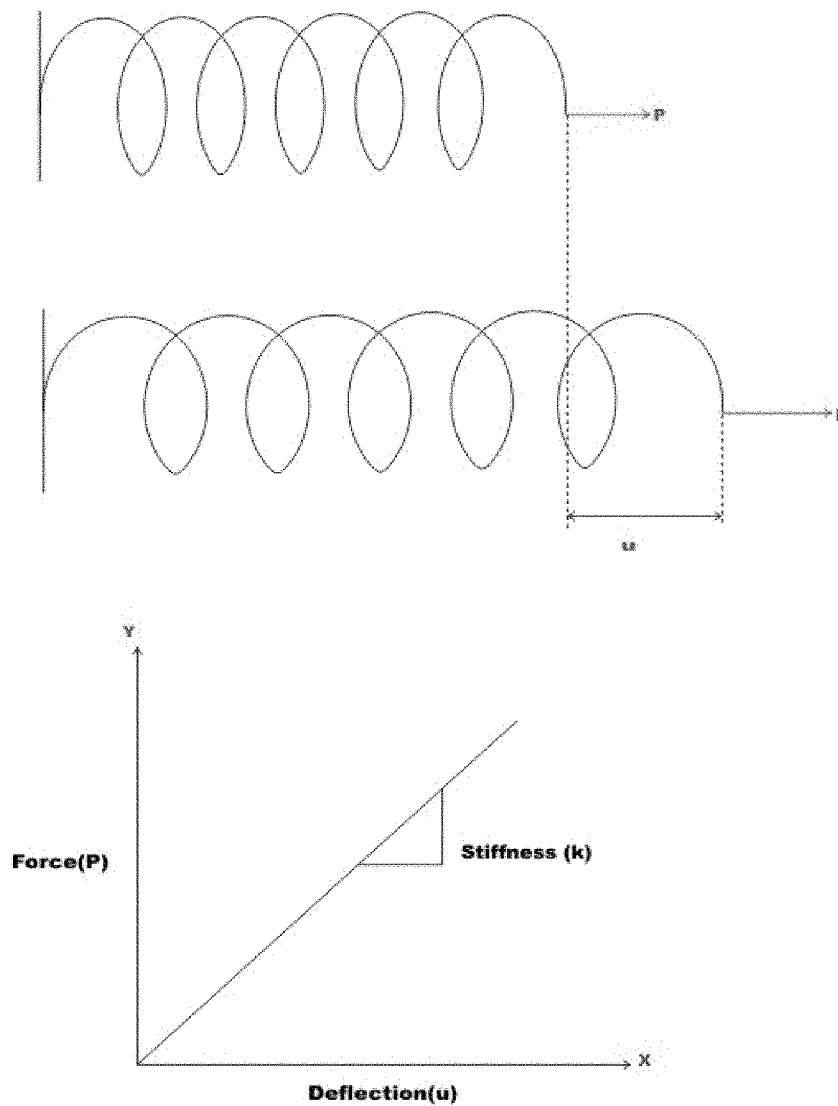 P
u
Y
Force(P)
Stiffness (k)
X
Deflection(u)